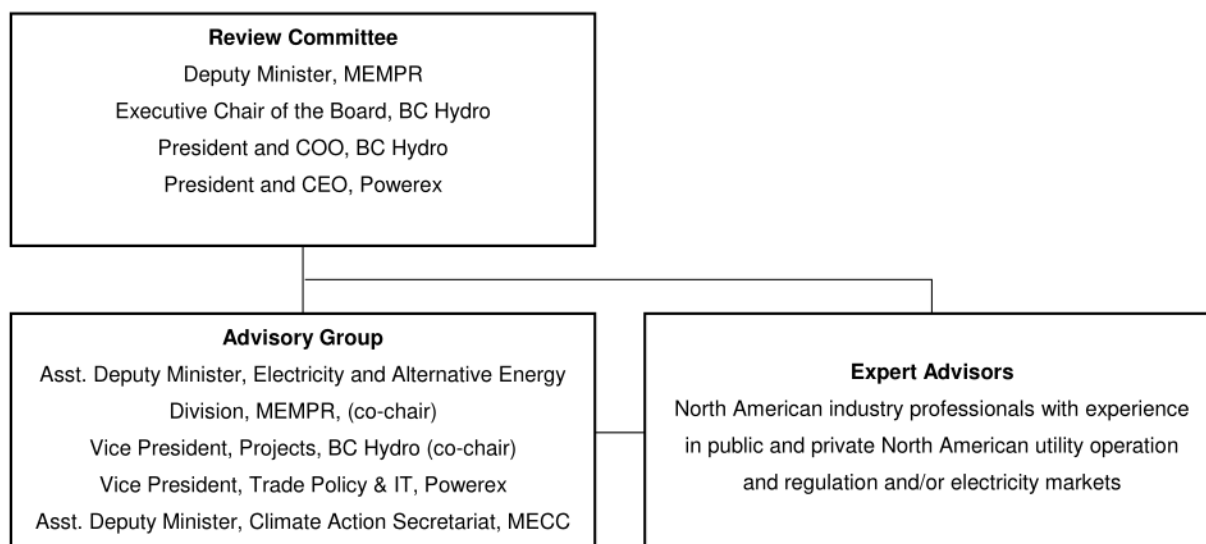 Review Committee
Deputy Minister, MEMPR
Executive Chair of the Board, BC Hydro
President and COO, BC Hydro
President and CEO, Powerex
Advisory Group
Asst. Deputy Minister, Electricity and Alternative Energy
Division, MEMPR, (co-chair)
Vice President, Projects, BC Hydro (co-chair)
Vice President, Trade Policy & IT, Powerex
Asst. Deputy Minister, Climate Action Secretariat, MECC
Expert Advisors
North American industry professionals with experience
in public and private North American utility operation
and regulation and/or electricity markets